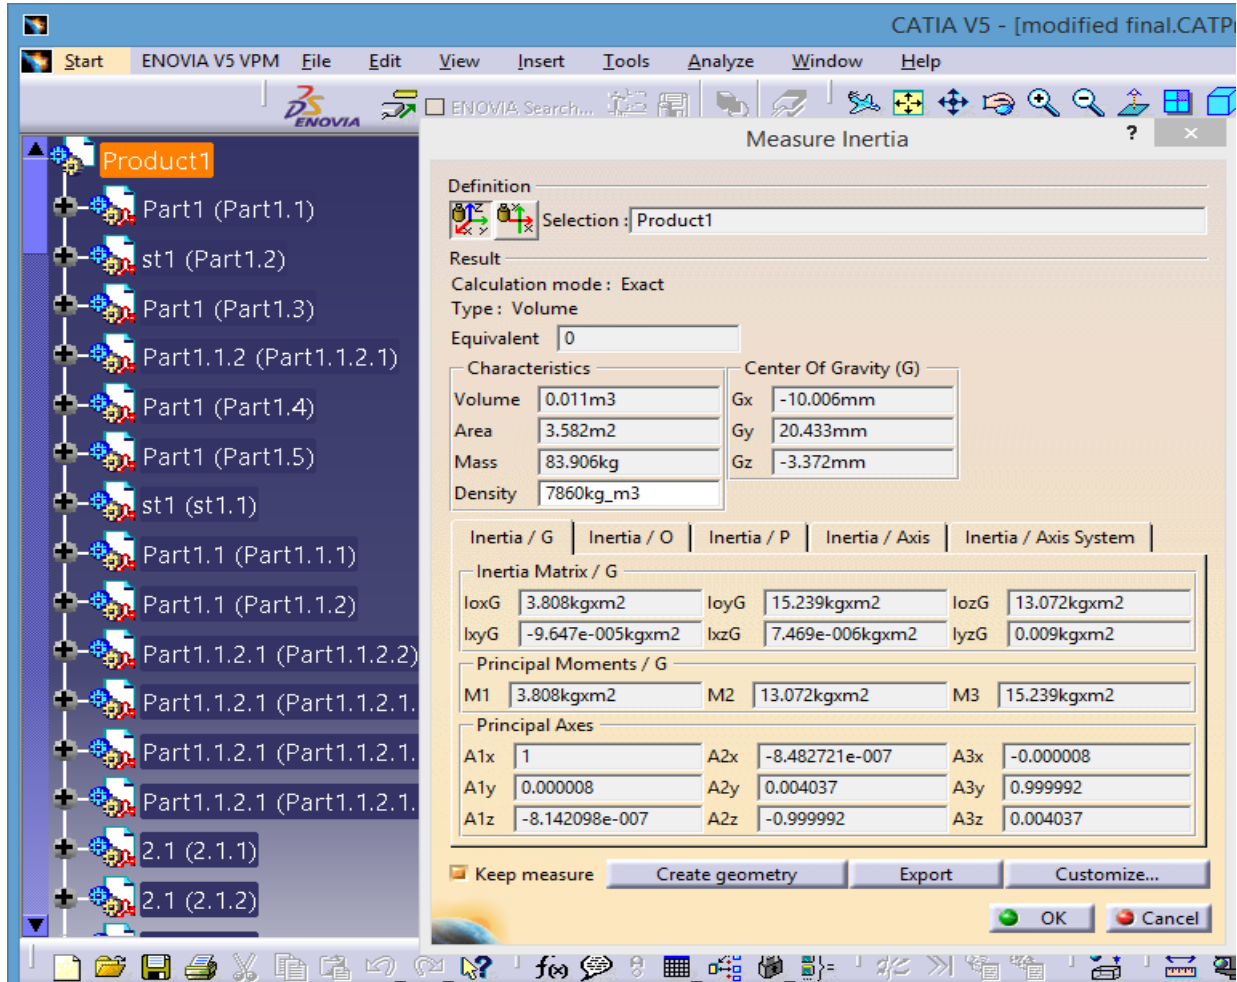 CATIA V5 - [modified final.CATPr
Start ENOVIA V5 VPM File Edit View Insert Tools Analyze Window Help
ENOVIA ENOVIA Search...
Measure Inertia ? ×
Product1
Part1 (Part1.1)
st1 (Part1.2)
Part1 (Part1.3)
Part1.1.2 (Part1.1.2.1)
Part1 (Part1.4)
Part1 (Part1.5)
st1 (st1.1)
Part1.1 (Part1.1.1)
Part1.1 (Part1.1.2)
Part1.1.2.1 (Part1.1.2.2)
Part1.1.2.1 (Part1.1.2.1.
Part1.1.2.1 (Part1.1.2.1.
Part1.1.2.1 (Part1.1.2.1.
2.1 (2.1.1)
2.1 (2.1.2)
Definition
Selection : Product1
Result
Calculation mode : Exact
Type : Volume
Equivalent 0
Characteristics Center Of Gravity (G)
Volume 0.011m3 Gx -10.006mm
Area 3.582m2 Gy 20.433mm
Mass 83.906kg Gz -3.372mm
Density 7860kg_m3
Inertia / G Inertia / O Inertia / P Inertia / Axis Inertia / Axis System
Inertia Matrix / G
IoxG 3.808kgxm2 IoyG 15.239kgxm2 IozG 13.072kgxm2
IxyG -9.647e-005kgxm2 IxzG 7.469e-006kgxm2 IyzG 0.009kgxm2
Principal Moments / G
M1 3.808kgxm2 M2 13.072kgxm2 M3 15.239kgxm2
Principal Axes
A1x 1 A2x -8.482721e-007 A3x -0.000008
A1y 0.000008 A2y 0.004037 A3y 0.999992
A1z -8.142098e-007 A2z -0.999992 A3z 0.004037
Keep measure Create geometry Export Customize...
OK Cancel
f(x)